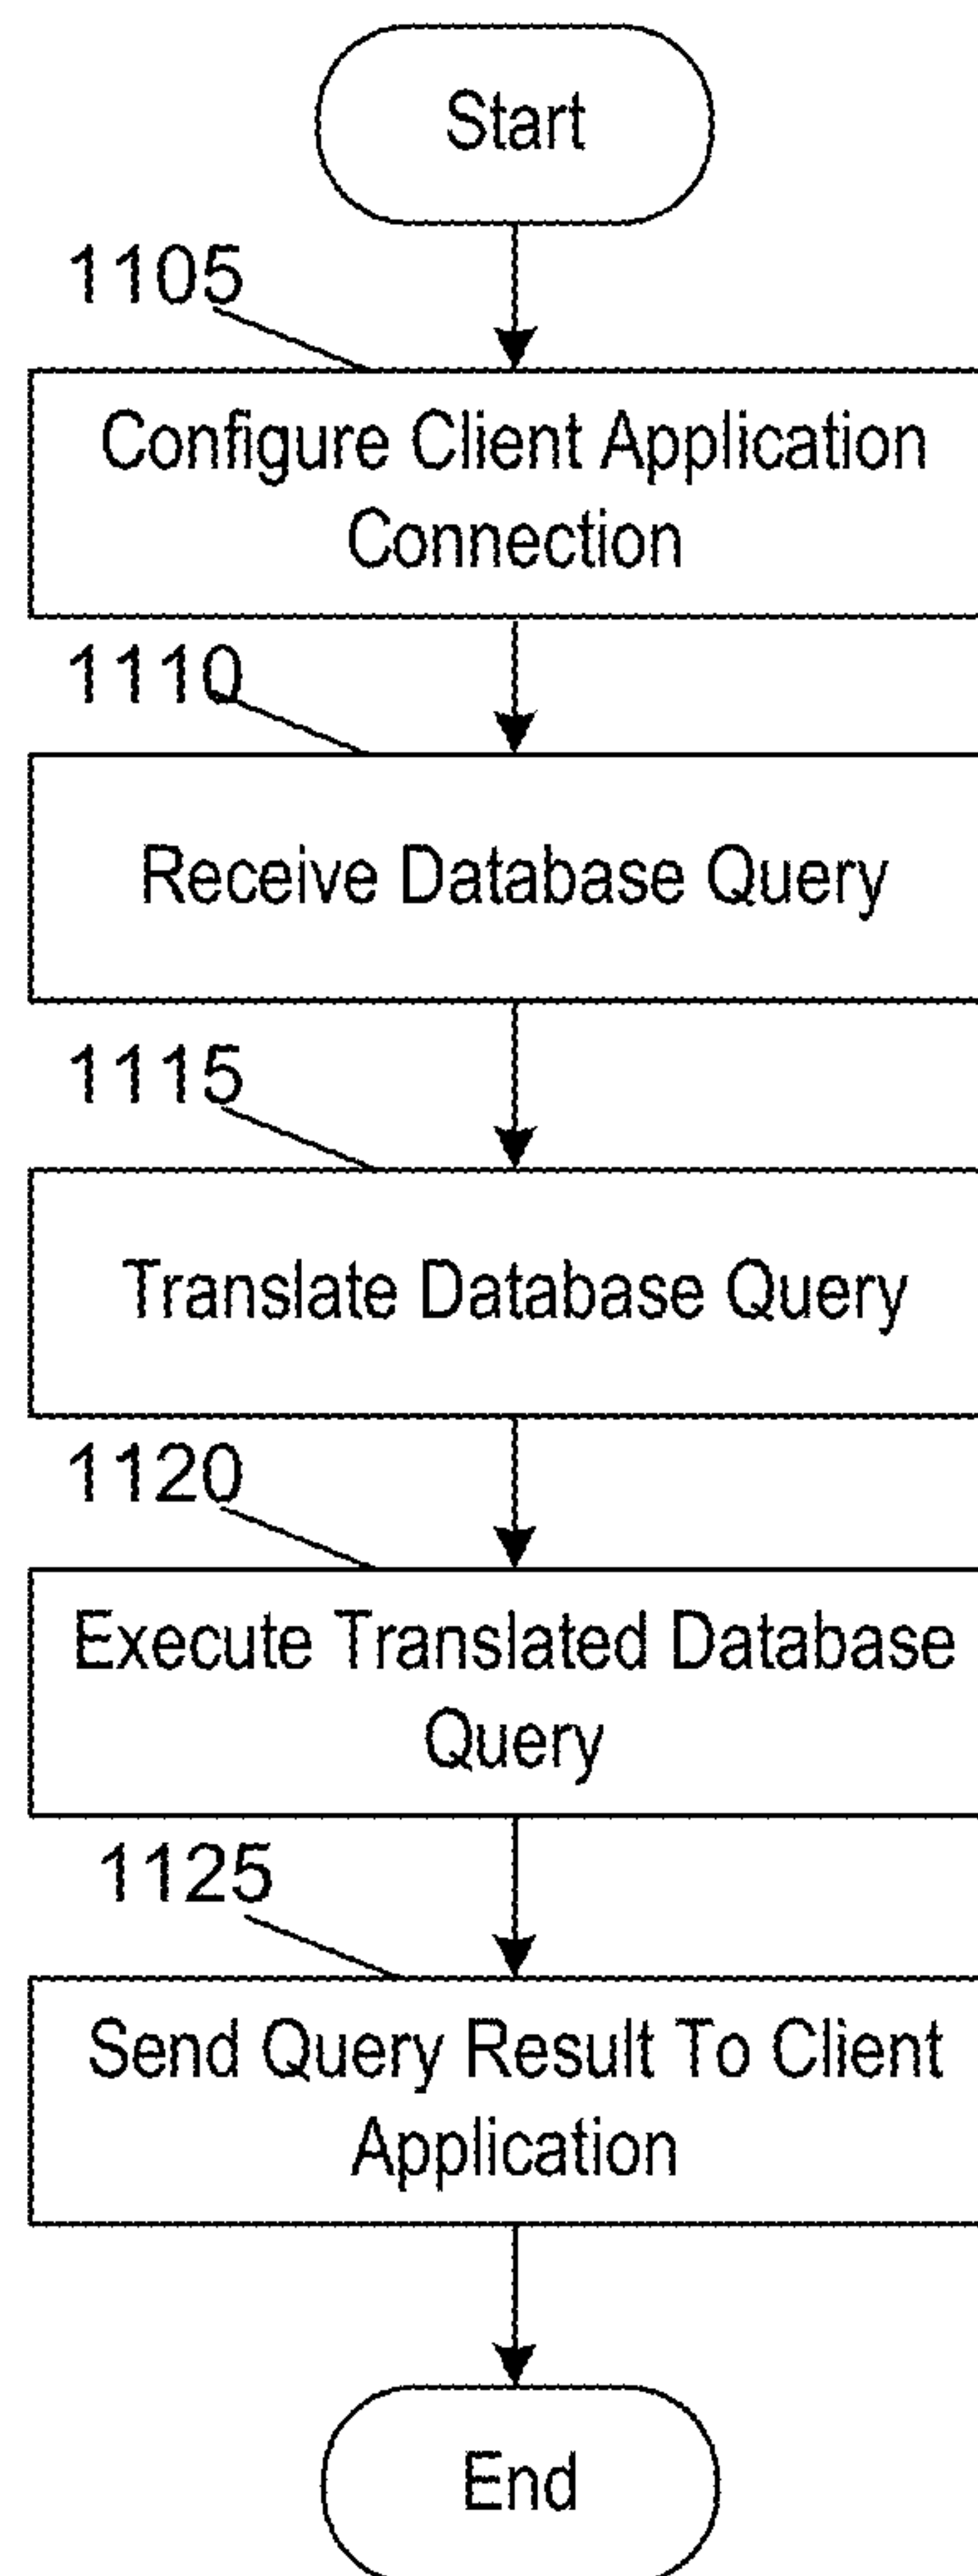 Start
1105
Configure Client Application
Connection
1110
Receive Database Query
1115
Translate Database Query
1120
Execute Translated Database
Query
1125
Send Query Result To Client
Application
End